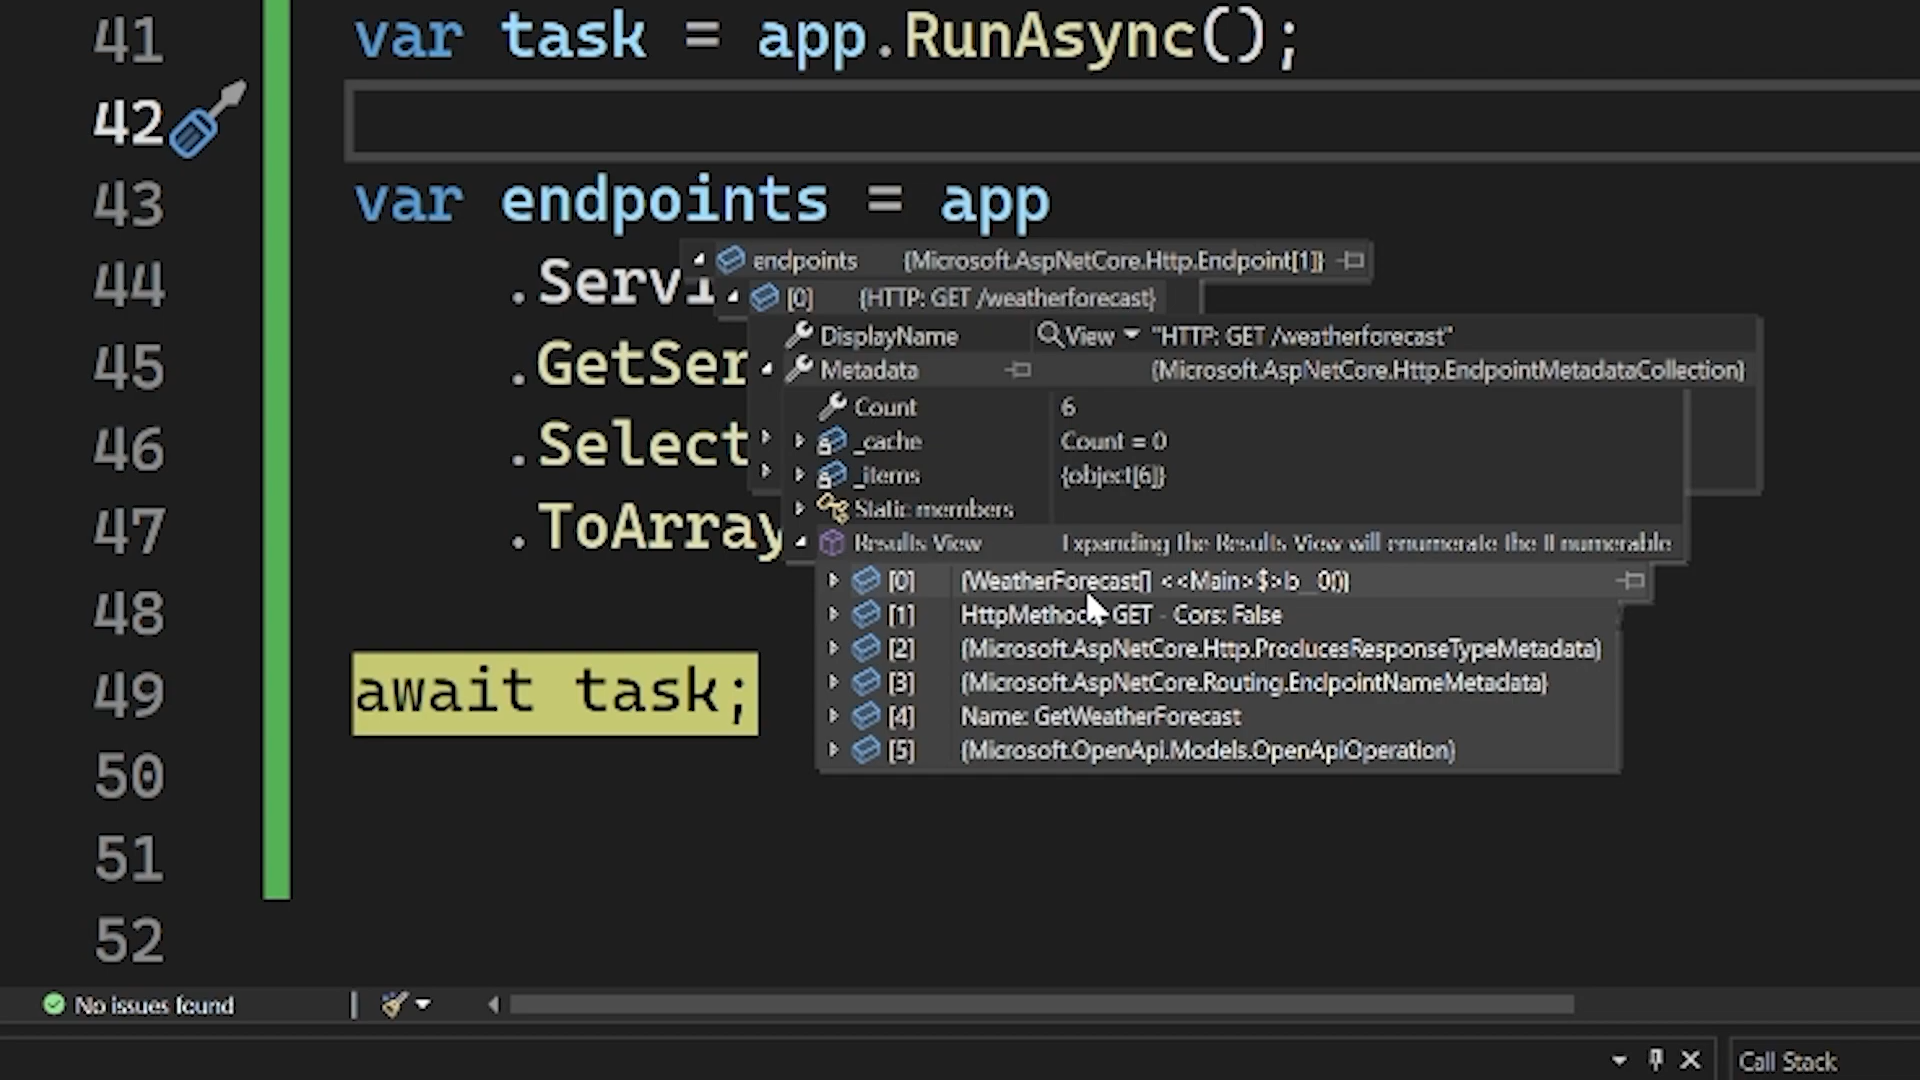 41 var task = app.RunAsync();
42
43 var endpoints = app
endpoints {Microsoft.AspNetCore.Http.Endpoint[1]}
44 .Servi
[0] {HTTP: GET /weatherforecast}
DisplayName View "HTTP: GET /weatherforecast"
45 .GetSer
Metadata {Microsoft.AspNetCore.Http.EndpointMetadataCollection}
Count 6
46 .Select
_cache Count = 0
_items {object[6]}
Static members
47 .ToArray
Results View Expanding the Results View will enumerate the IEnumerable
[0] {WeatherForecast[] <<Main>$>b__0()}
48
[1] HttpMethod GET - Cors: False
[2] {Microsoft.AspNetCore.Http.ProducesResponseTypeMetadata}
[3] {Microsoft.AspNetCore.Routing.EndpointNameMetadata}
49 await task;
[4] Name: GetWeatherForecast
[5] {Microsoft.OpenApi.Models.OpenApiOperation}
50
51
52
No issues found
Call Stack